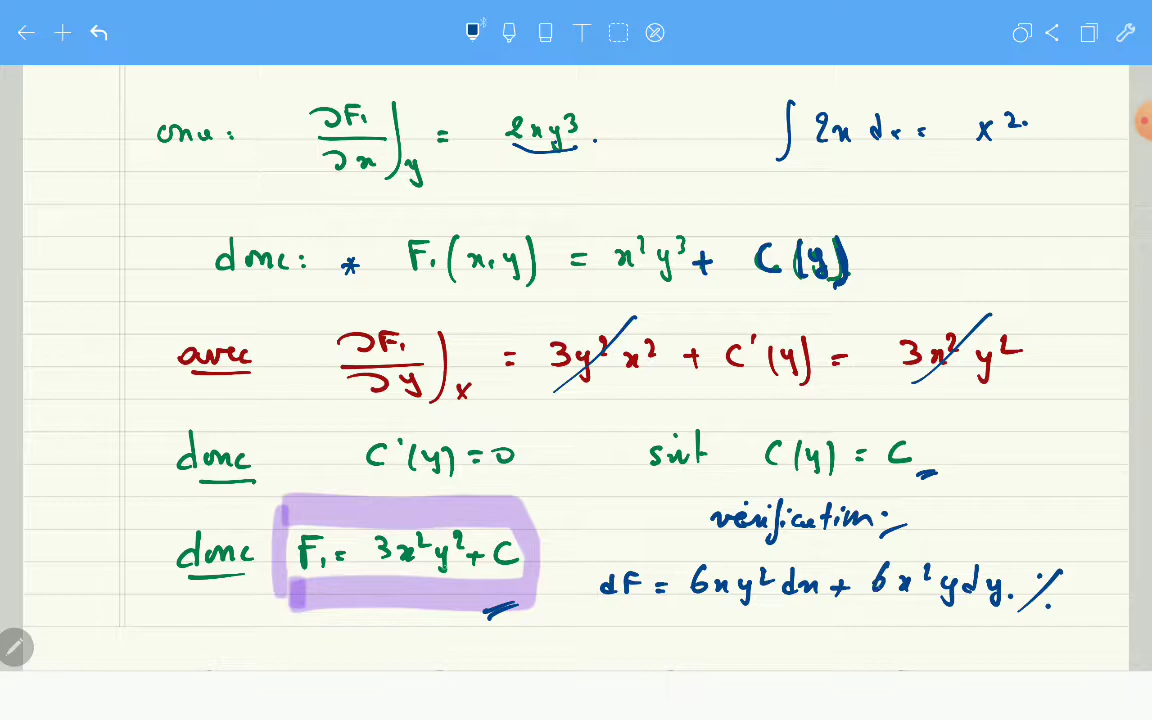 on a : ∂F₁/∂x)y = 2xy³. ∫ 2x dx = x².
donc : * F₁(x,y) = x²y³ + C(y)
avec ∂F₁/∂y)x = 3y²x² + C'(y) = 3x²y²
donc C'(y) = 0 soit C(y) = C
verification :
donc F₁ = 3x²y² + C
dF = 6xy²dx + 6x²ydy.